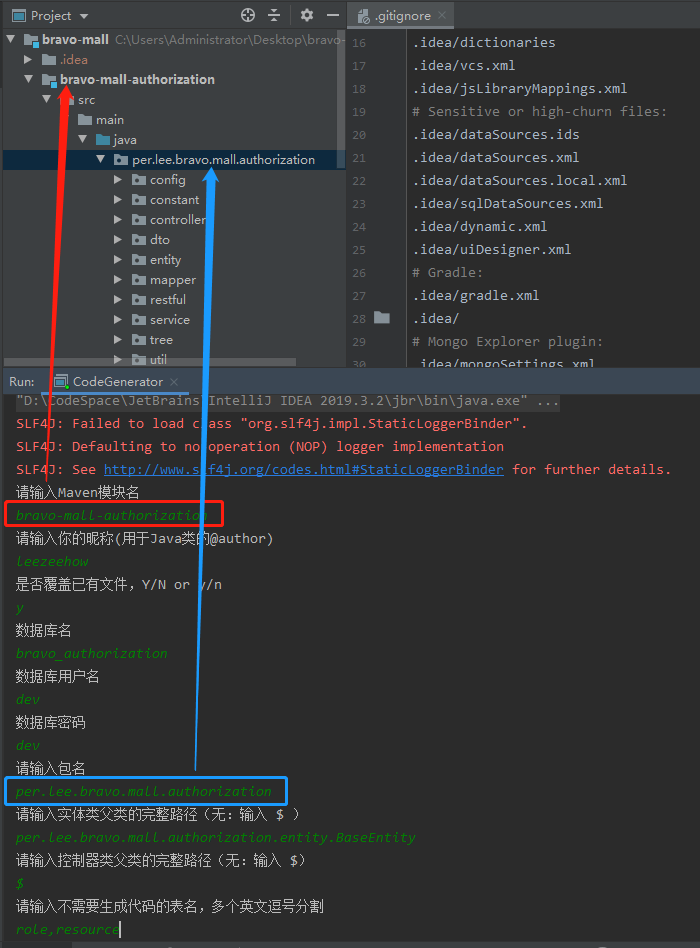 Project
bravo-mall C:\Users\Administrator\Desktop\bravo-
.idea
bravo-mall-authorization
src
main
java
per.lee.bravo.mall.authorization
config
constant
controller
dto
entity
mapper
restful
service
tree
util
.gitignore
16 .idea/dictionaries
17 .idea/vcs.xml
18 .idea/jsLibraryMappings.xml
19 # Sensitive or high-churn files:
20 .idea/dataSources.ids
21 .idea/dataSources.xml
22 .idea/dataSources.local.xml
23 .idea/sqlDataSources.xml
24 .idea/dynamic.xml
25 .idea/uiDesigner.xml
26 # Gradle:
27 .idea/gradle.xml
28 .idea/
29 # Mongo Explorer plugin:
30 .idea/mongoSettings.xml
Run: CodeGenerator
"D:\CodeSpace\JetBrains\IntelliJ IDEA 2019.3.2\jbr\bin\java.exe" ...
SLF4J: Failed to load class "org.slf4j.impl.StaticLoggerBinder".
SLF4J: Defaulting to no-operation (NOP) logger implementation
SLF4J: See http://www.slf4j.org/codes.html#StaticLoggerBinder for further details.
请输入Maven模块名
bravo-mall-authorization
请输入你的昵称(用于Java类的@author)
leezeehow
是否覆盖已有文件，Y/N or y/n
y
数据库名
bravo_authorization
数据库用户名
dev
数据库密码
dev
请输入包名
per.lee.bravo.mall.authorization
请输入实体类父类的完整路径（无：输入 $ ）
per.lee.bravo.mall.authorization.entity.BaseEntity
请输入控制器类父类的完整路径（无：输入 $）
$
请输入不需要生成代码的表名，多个英文逗号分割
role,resource